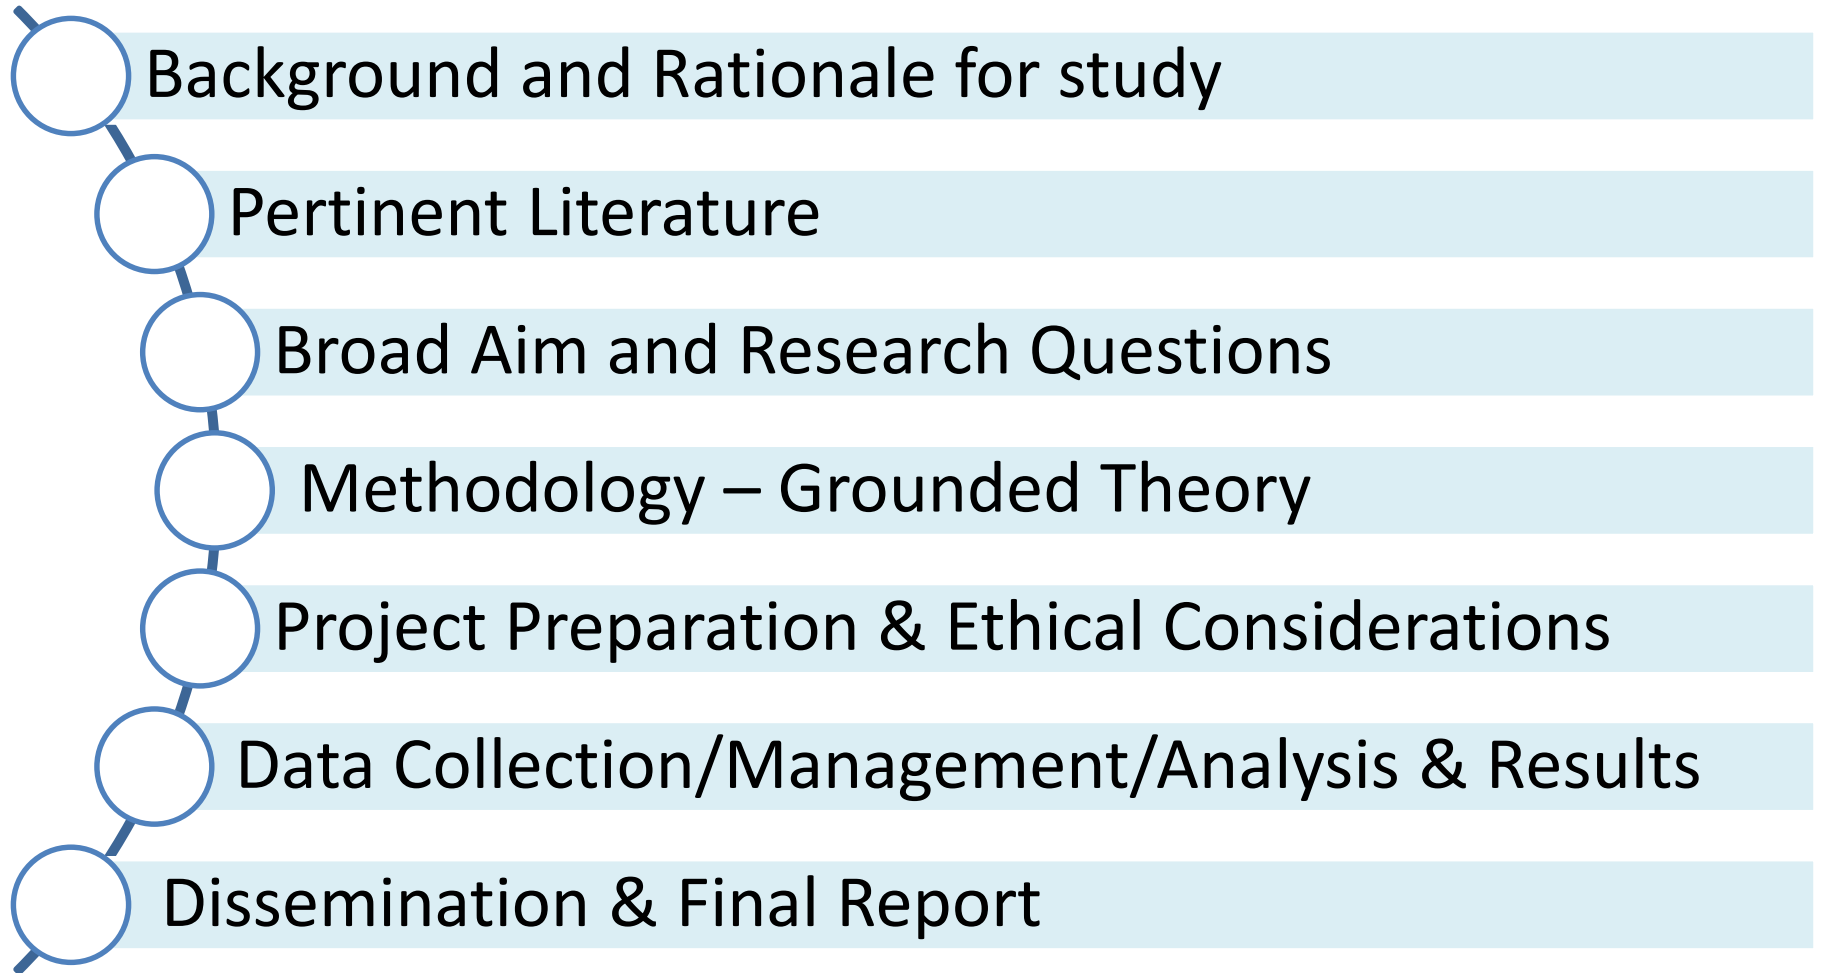 Background and Rationale for study
Pertinent Literature
Broad Aim and Research Questions
Methodology – Grounded Theory
Project Preparation & Ethical Considerations
Data Collection/Management/Analysis & Results
Dissemination & Final Report